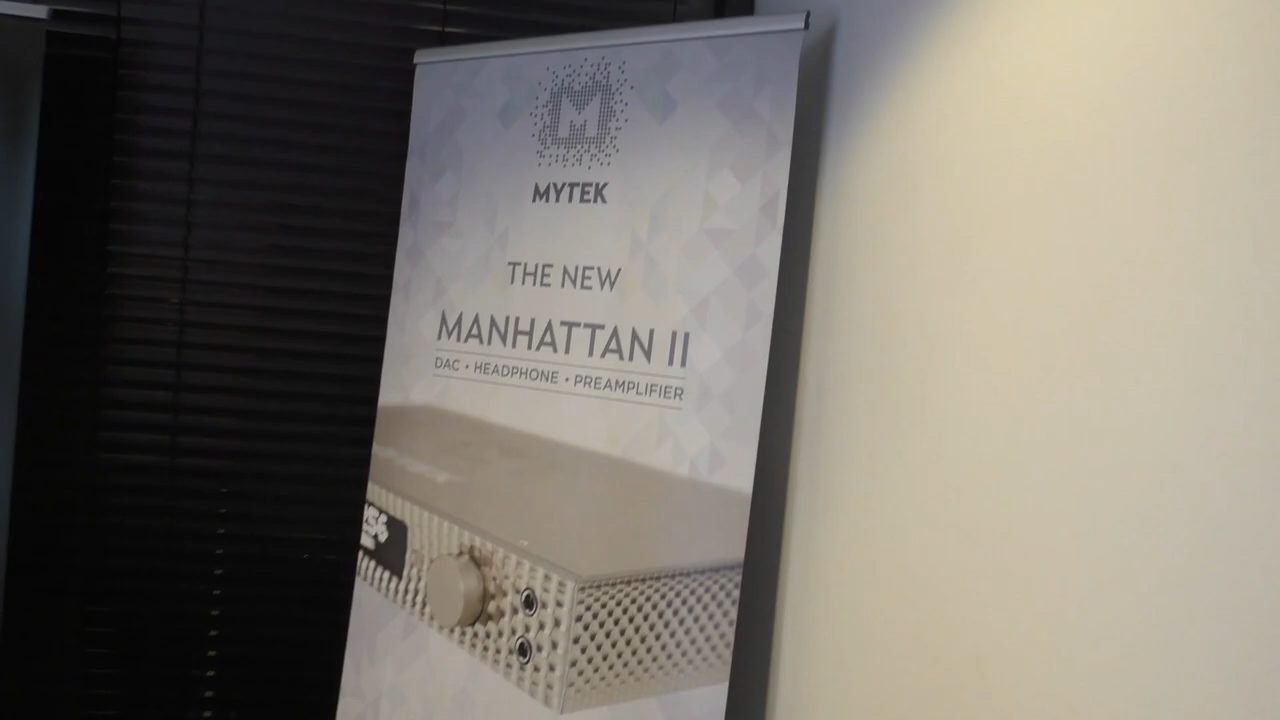 M
MYTEK
THE NEW
MANHATTAN II
DAC • HEADPHONE • PREAMPLIFIER